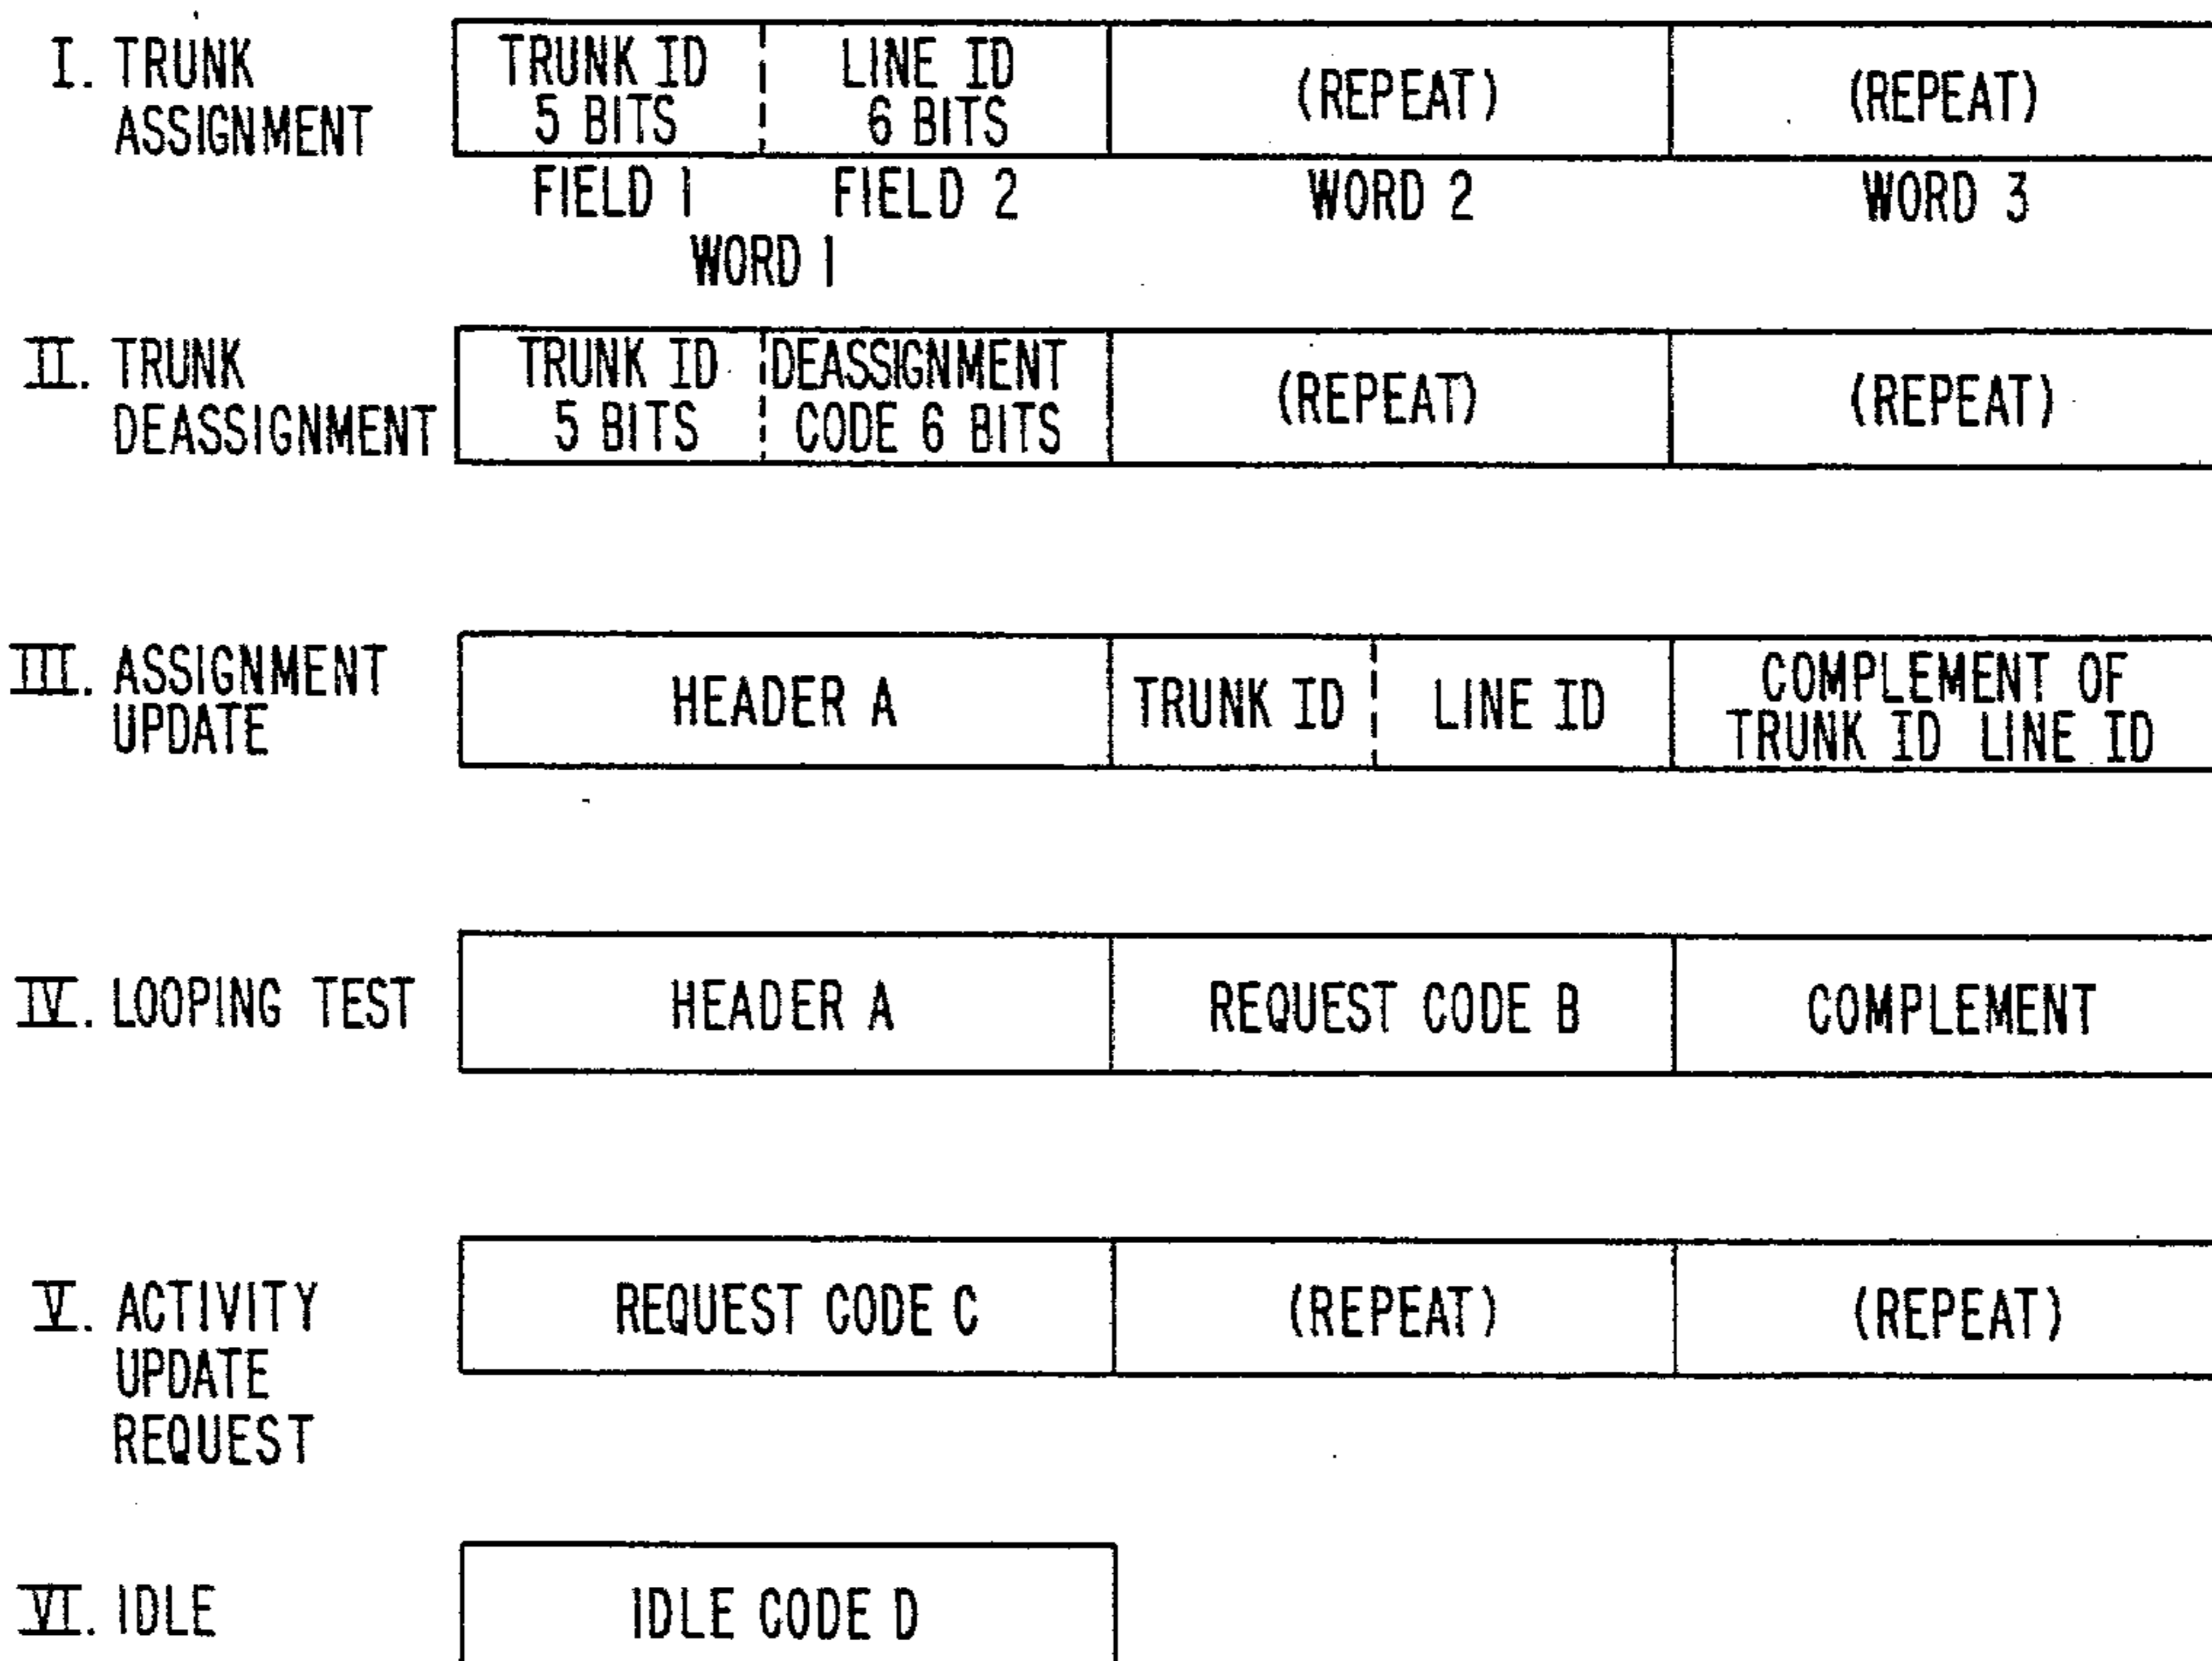 I. TRUNK
ASSIGNMENT
TRUNK ID
5 BITS
LINE ID
6 BITS
(REPEAT)
(REPEAT)
FIELD 1
FIELD 2
WORD 2
WORD 3
WORD 1
II. TRUNK
DEASSIGNMENT
TRUNK ID
5 BITS
DEASSIGNMENT
CODE 6 BITS
(REPEAT)
(REPEAT)
III. ASSIGNMENT
UPDATE
HEADER A
TRUNK ID
LINE ID
COMPLEMENT OF
TRUNK ID LINE ID
IV. LOOPING TEST
HEADER A
REQUEST CODE B
COMPLEMENT
V. ACTIVITY
UPDATE
REQUEST
REQUEST CODE C
(REPEAT)
(REPEAT)
VI. IDLE
IDLE CODE D